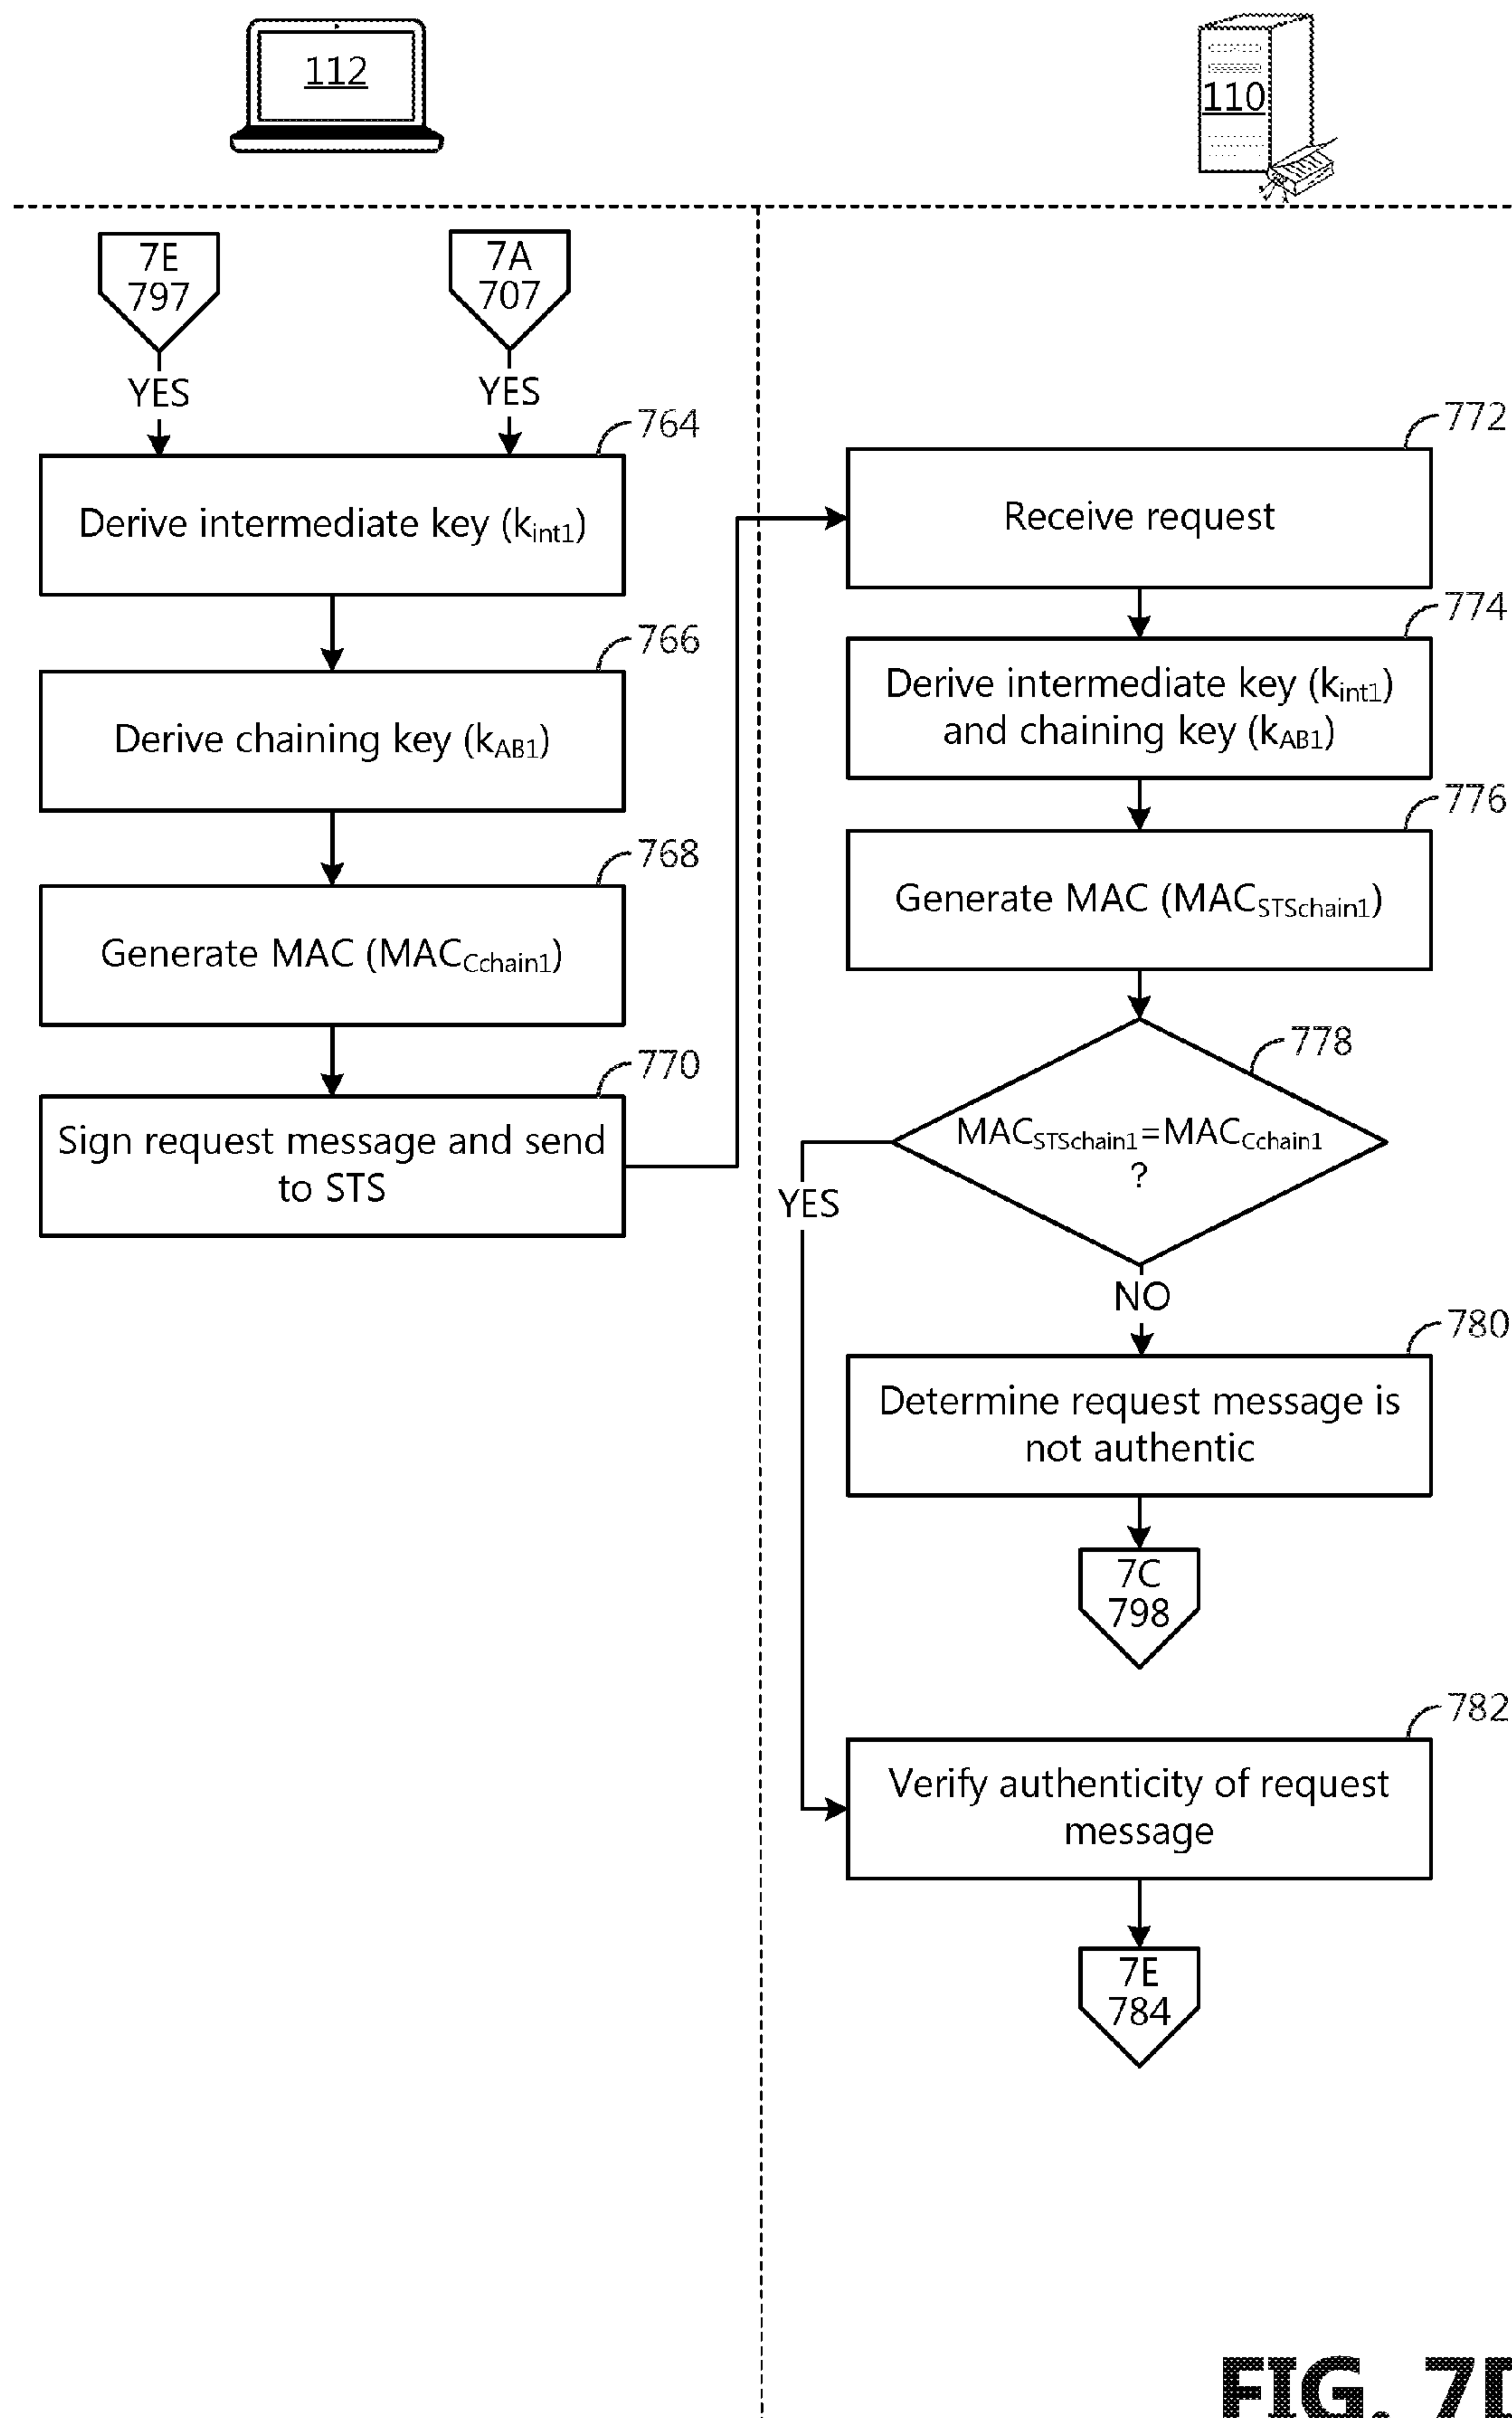 112
110
7E
797
7A
707
YES
YES
764
Derive intermediate key (kint1)
766
Derive chaining key (kAB1)
768
Generate MAC (MACCchain1)
770
Sign request message and send
to STS
772
Receive request
774
Derive intermediate key (kint1)
and chaining key (kAB1)
776
Generate MAC (MACSTSchain1)
778
MACSTSchain1=MACCchain1
?
YES
NO
780
Determine request message is
not authentic
7C
798
782
Verify authenticity of request
message
7E
784
FIG. 7D